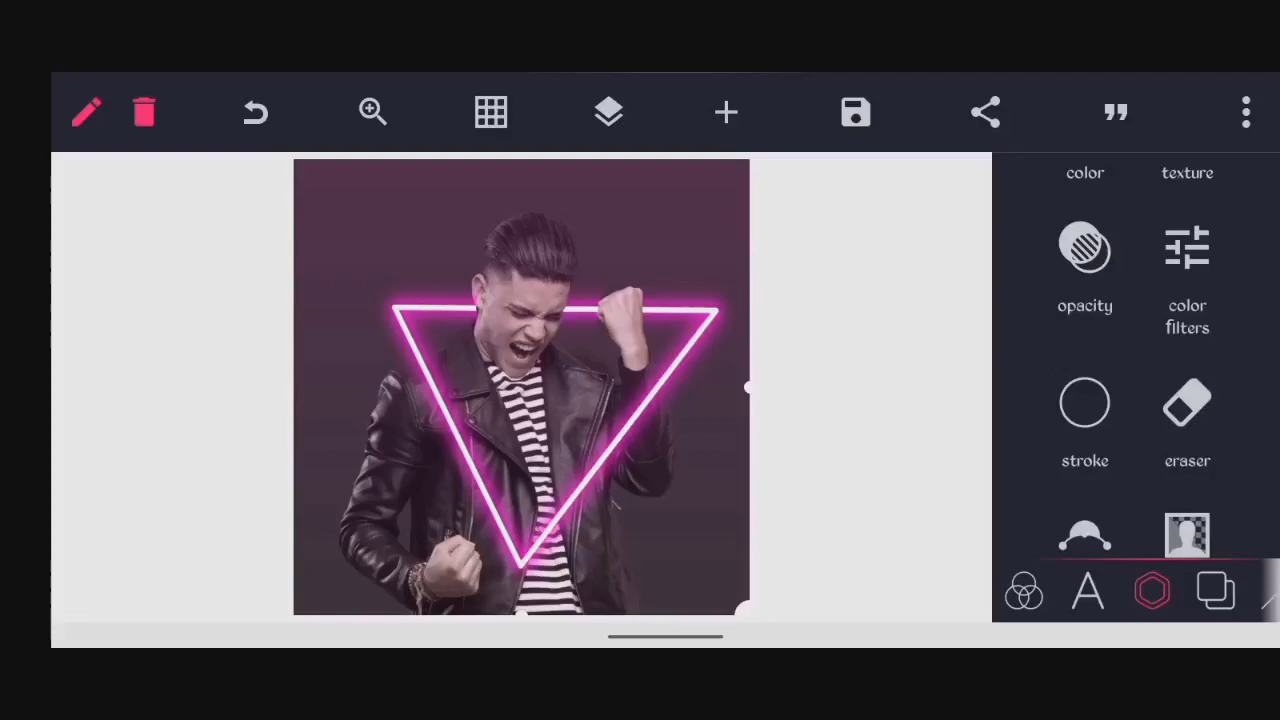 color texture
opacity color
filters
stroke eraser